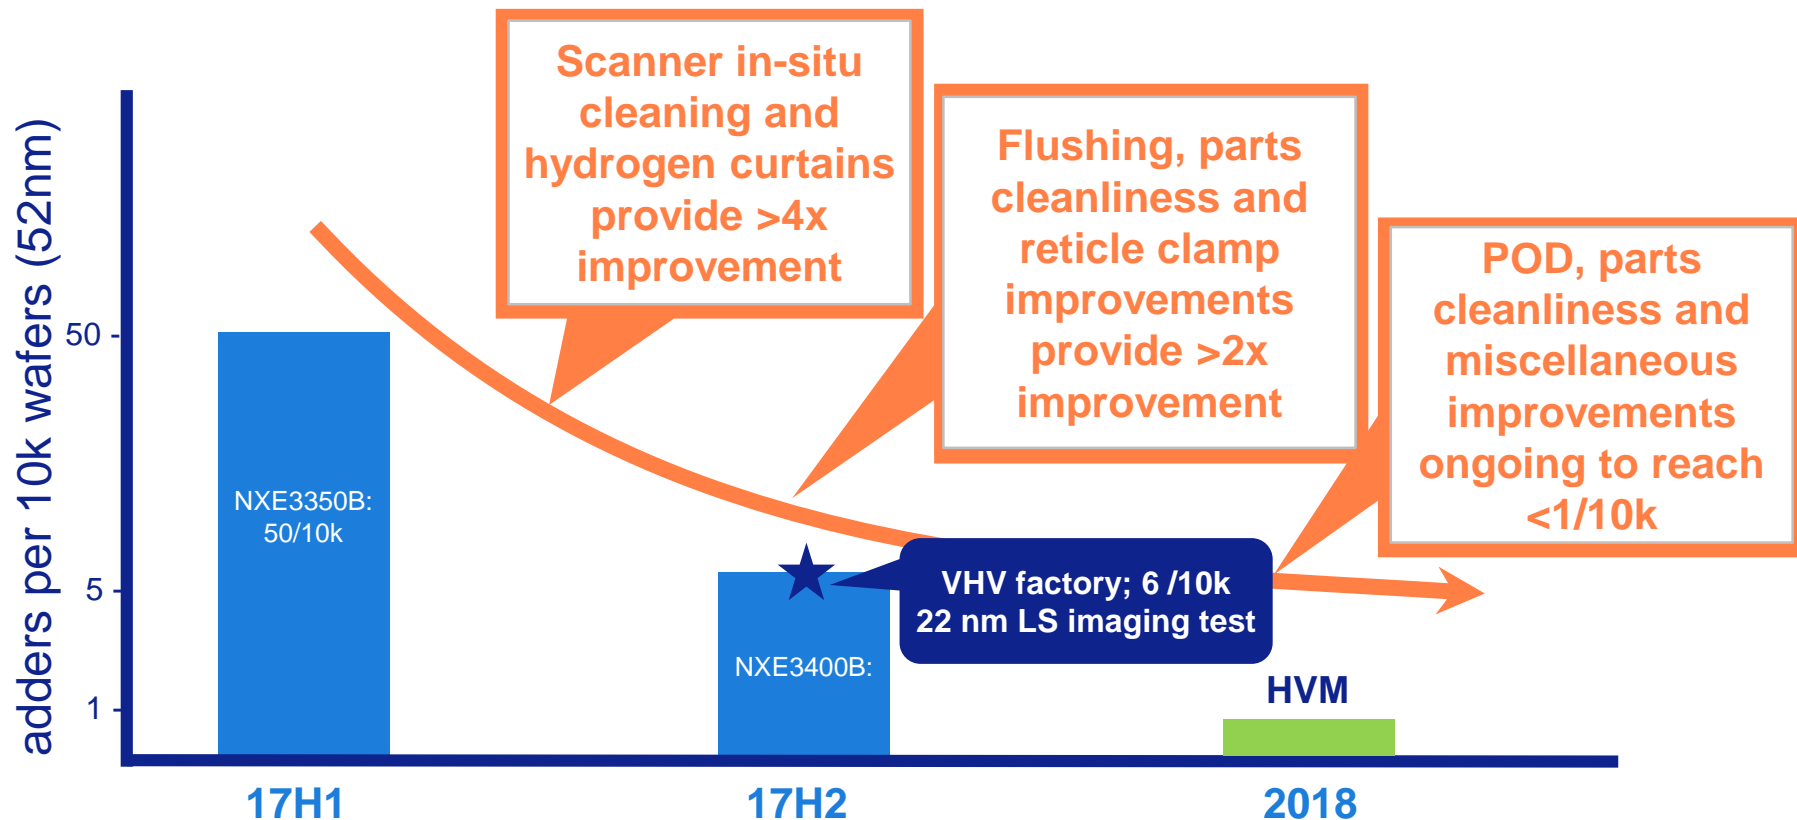 Scanner in-situ
cleaning and
hydrogen curtains
provide >4x
improvement
Flushing, parts
cleanliness and
reticle clamp
improvements
provide >2x
improvement
POD, parts
cleanliness and
miscellaneous
improvements
ongoing to reach
<1/10k
adders per 10k wafers (52nm)
50
5
1
NXE3350B:
50/10k
NXE3400B:
VHV factory; 6 /10k
22 nm LS imaging test
HVM
17H1
17H2
2018